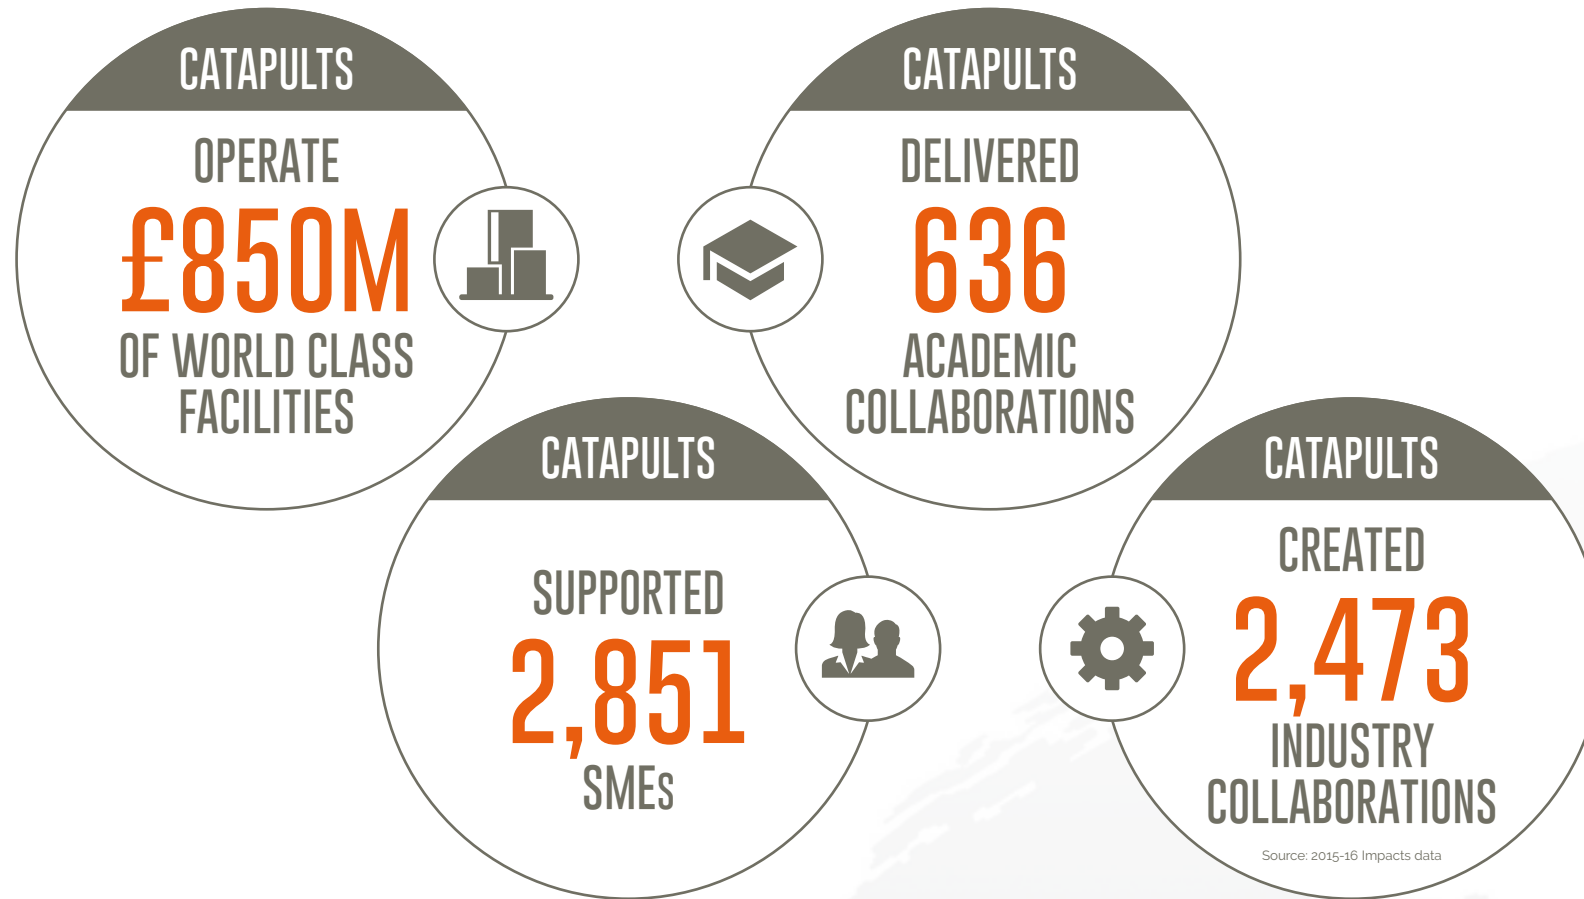 CATAPULTS
OPERATE
£850M
OF WORLD CLASS
FACILITIES
CATAPULTS
DELIVERED
636
ACADEMIC
COLLABORATIONS
CATAPULTS
SUPPORTED
2,851
SMEs
CATAPULTS
CREATED
2,473
INDUSTRY
COLLABORATIONS
Source: 2015-16 Impacts data